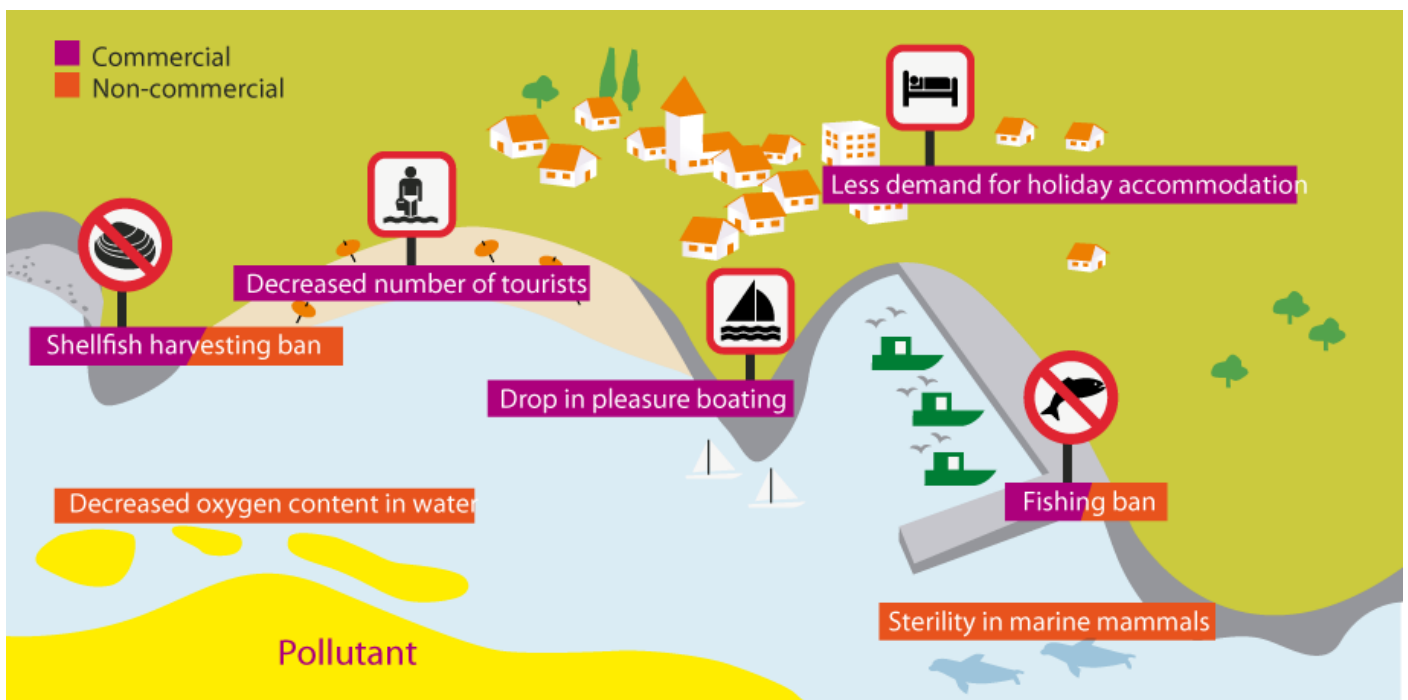 Commercial
Non-commercial
Less demand for holiday accommodation
Decreased number of tourists
Shellfish harvesting ban
Drop in pleasure boating
Decreased oxygen content in water
Fishing ban
Sterility in marine mammals
Pollutant